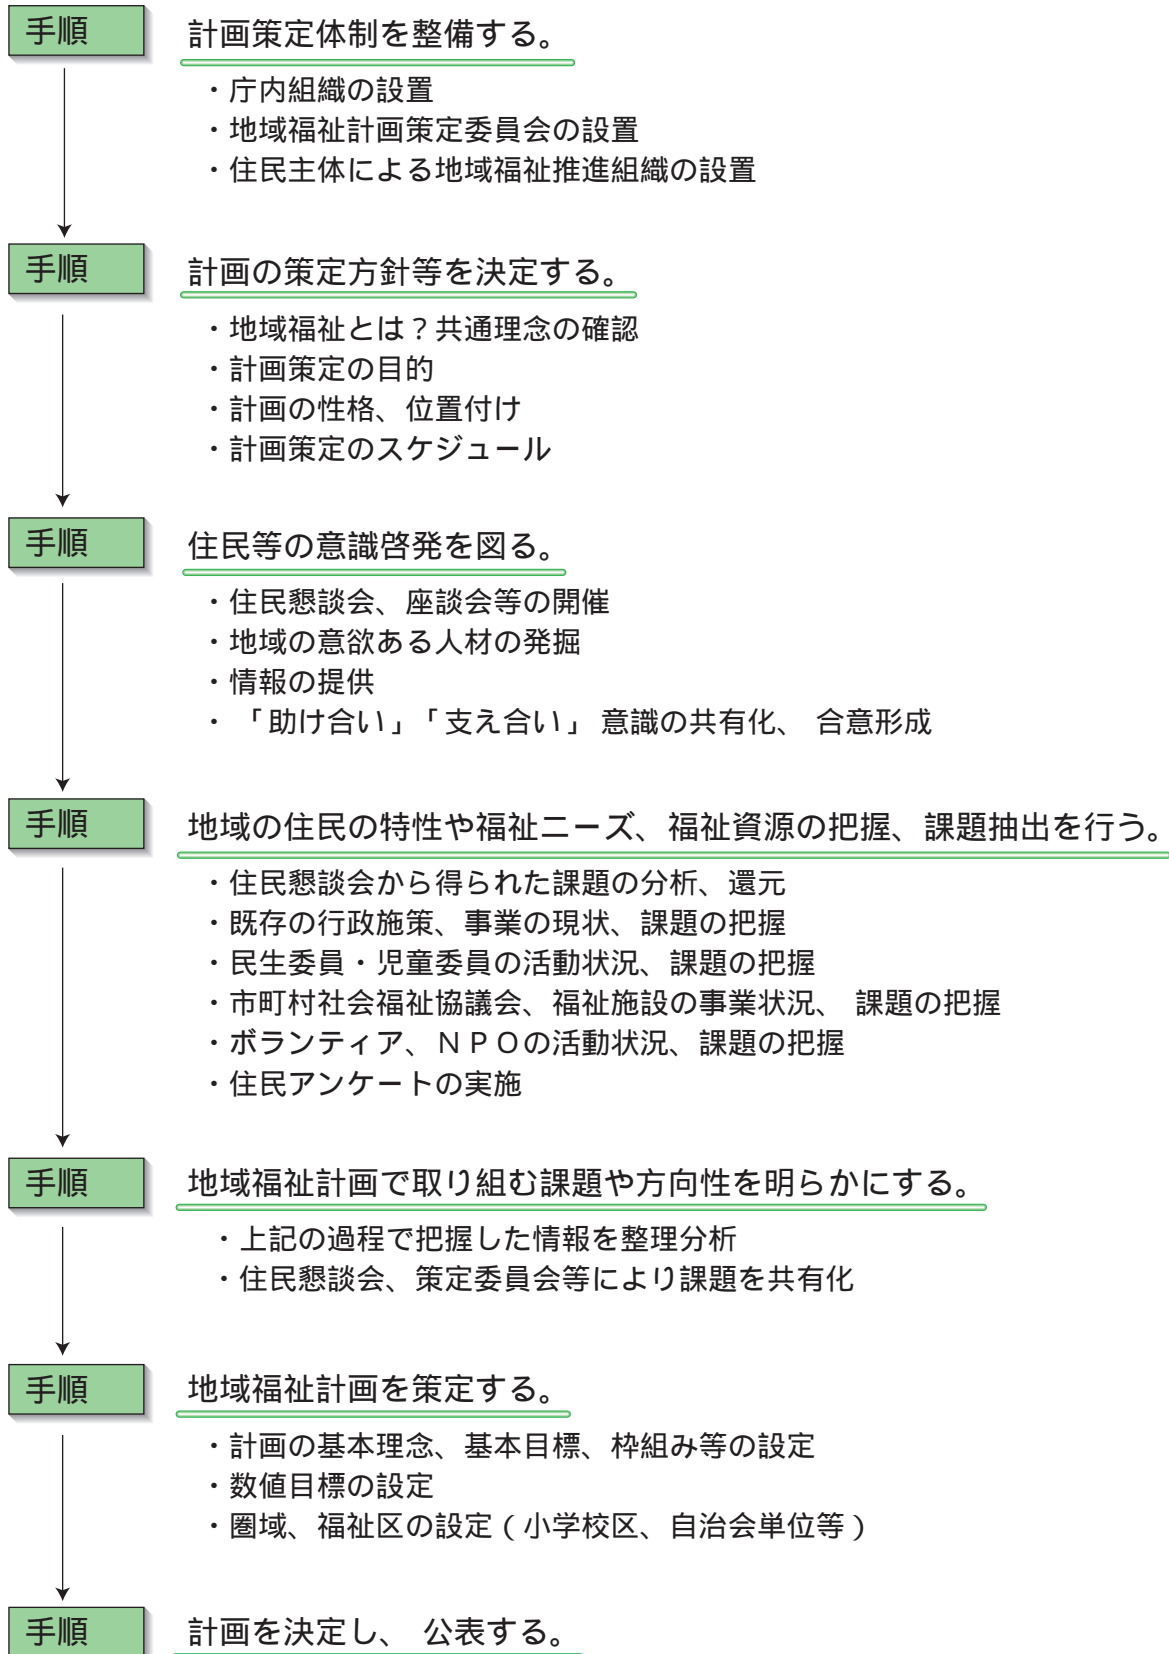 手順 計画策定体制を整備する。
・庁内組織の設置
・地域福祉計画策定委員会の設置
・住民主体による地域福祉推進組織の設置
手順 計画の策定方針等を決定する。
・地域福祉とは？共通理念の確認
・計画策定の目的
・計画の性格、位置付け
・計画策定のスケジュール
手順 住民等の意識啓発を図る。
・住民懇談会、座談会等の開催
・地域の意欲ある人材の発掘
・情報の提供
・「助け合い」「支え合い」 意識の共有化、 合意形成
手順 地域の住民の特性や福祉ニーズ、福祉資源の把握、課題抽出を行う。
・住民懇談会から得られた課題の分析、還元
・既存の行政施策、事業の現状、課題の把握
・民生委員・児童委員の活動状況、課題の把握
・市町村社会福祉協議会、福祉施設の事業状況、 課題の把握
・ボランティア、ＮＰＯの活動状況、課題の把握
・住民アンケートの実施
手順 地域福祉計画で取り組む課題や方向性を明らかにする。
・上記の過程で把握した情報を整理分析
・住民懇談会、策定委員会等により課題を共有化
手順 地域福祉計画を策定する。
・計画の基本理念、基本目標、枠組み等の設定
・数値目標の設定
・圏域、福祉区の設定（小学校区、自治会単位等）
手順 計画を決定し、 公表する。